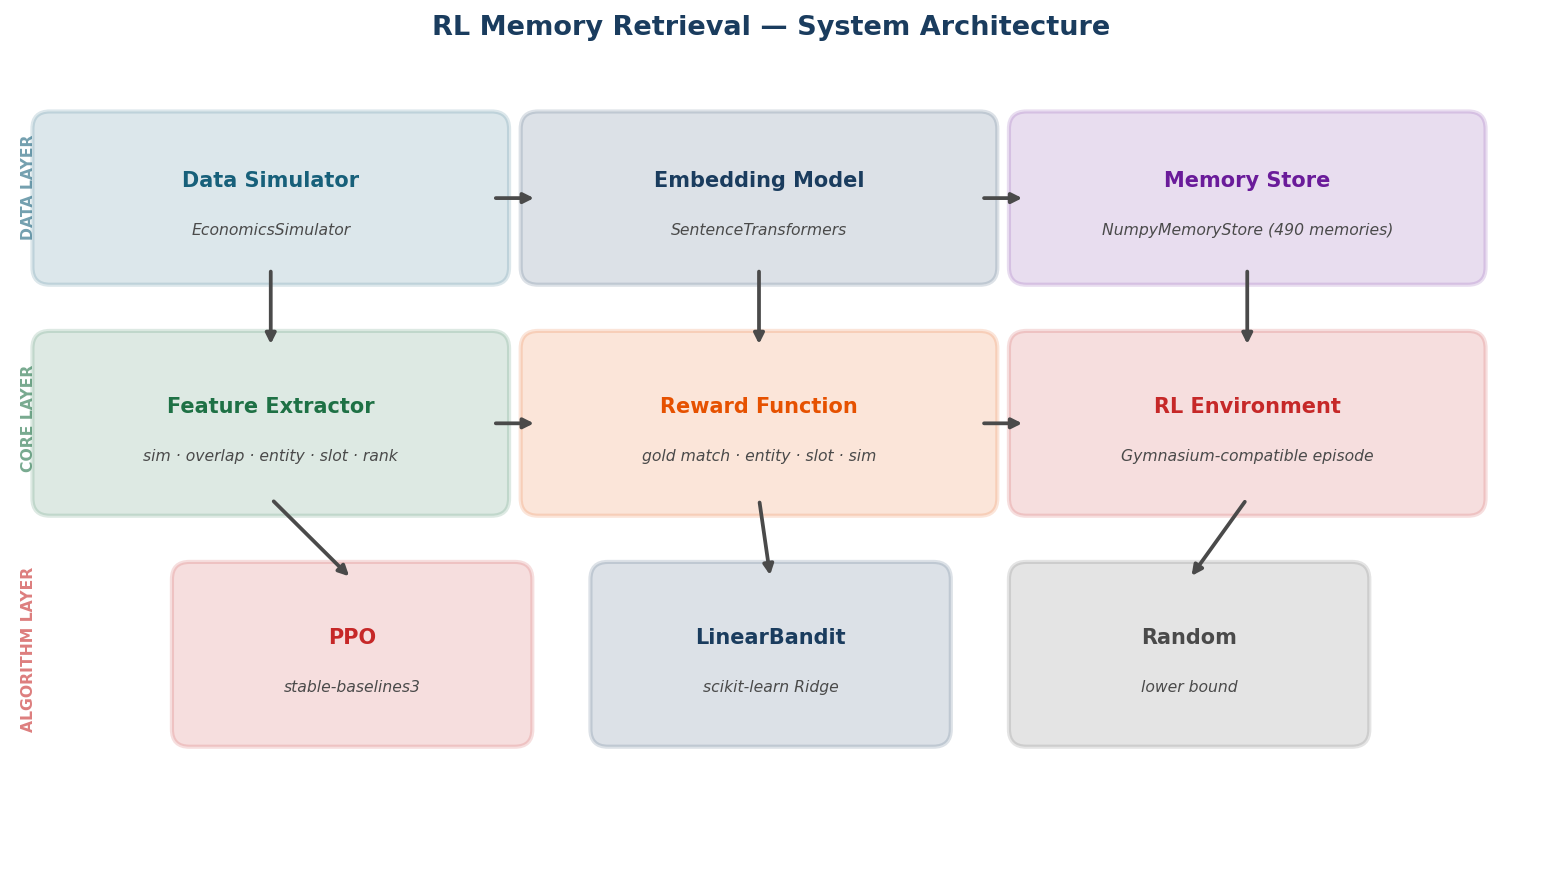 RL Memory Retrieval — System Architecture
DATA LAYER
Data Simulator
EconomicsSimulator
Embedding Model
SentenceTransformers
Memory Store
NumpyMemoryStore (490 memories)
CORE LAYER
Feature Extractor
sim · overlap · entity · slot · rank
Reward Function
gold match · entity · slot · sim
RL Environment
Gymnasium-compatible episode
ALGORITHM LAYER
PPO
stable-baselines3
LinearBandit
scikit-learn Ridge
Random
lower bound